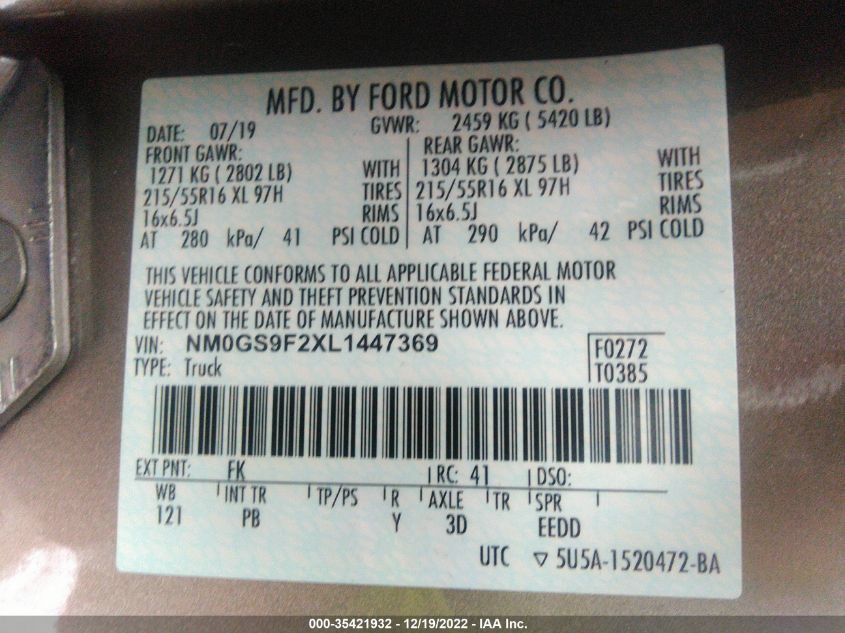 MFD. BY FORD MOTOR CO.
DATE: 07/19 GVWR: 2459 KG ( 5420 LB)
FRONT GAWR: REAR GAWR:
1271 KG ( 2802 LB) WITH 1304 KG ( 2875 LB) WITH
215/55R16 XL 97H TIRES 215/55R16 XL 97H TIRES
16x6.5J RIMS 16x6.5J RIMS
AT 280 kPa/ 41 PSI COLD AT 290 kPa/ 42 PSI COLD
THIS VEHICLE CONFORMS TO ALL APPLICABLE FEDERAL MOTOR
VEHICLE SAFETY AND THEFT PREVENTION STANDARDS IN
EFFECT ON THE DATE OF MANUFACTURE SHOWN ABOVE.
VIN: NM0GS9F2XL1447369 F0272
TYPE: Truck T0385
EXT PNT: FK RC: 41 DSO:
WB INT TR TP/PS R AXLE TR SPR
121 PB Y 3D EEDD
UTC ▽ 5U5A-1520472-BA
000-35421932 - 12/19/2022 - IAA Inc.